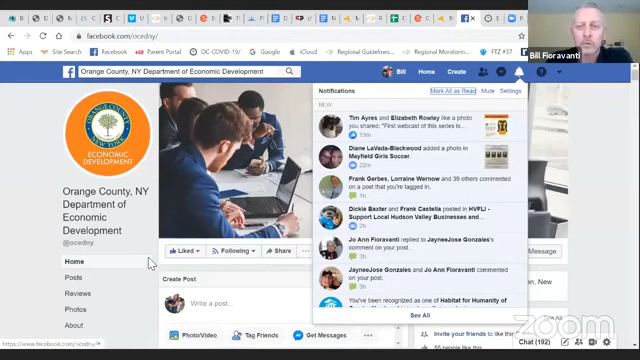 facebook.com/ocedny/
Apps
Site Search
Facebook
Parent Portal
OC-COVID-19/
Regional Guidelines...
Regional Monitoring...
FTZ #37
Bill Fioravanti
Orange County, NY Department of Economic Development
Bill
Home
Create
Notifications
Mark All as Read
Mute
Settings
NEW
Tim Ayres and Elizabeth Rowley like a photo
you shared: "First webcast of this series is...
13m
Diane LaVada-Blackwood added a photo in
Mayfield Girls Soccer.
22m
Frank Gerbes, Lorraine Warren and 39 others commented
on a post that you're tagged in.
1h
Dickie Baxter and Frank Castella posted in HVFLI -
Support Local Hudson Valley Businesses and...
2h
Jo Ann Fioravanti replied to JayneeJose Gonzales's
comment on your post.
3h
JayneeJose Gonzales and Jo Ann Fioravanti commented
on your post.
3h
You've been recognized as one of Habitat for Humanity of
See All
ORANGE COUNTY
NEW YORK
ECONOMIC
DEVELOPMENT
Orange County, NY
Department of
Economic
Development
@ocedny
Home
Posts
Reviews
Photos
About
Liked
Following
Share
Message
Create Post
Write a post...
Photo/Video
Tag Friends
Get Messages
New
See All
Invite your friends to like this
55 people like this
https://www.facebook.com/ocedny/#
Chat (192)
zoom